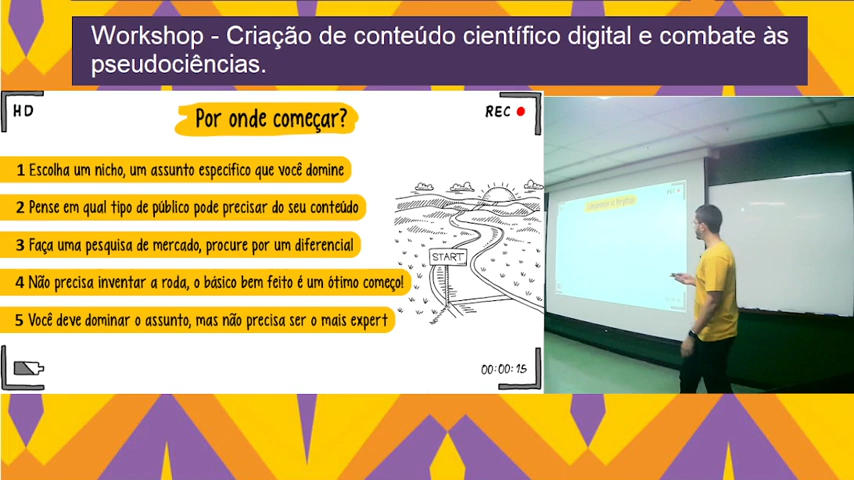 Workshop - Criação de conteúdo científico digital e combate às
pseudociências.
HD
Por onde começar?
REC
1 Escolha um nicho, um assunto específico que você domine
2 Pense em qual tipo de público pode precisar do seu conteúdo
3 Faça uma pesquisa de mercado, procure por um diferencial
4 Não precisa inventar a roda, o básico bem feito é um ótimo começo!
5 Você deve dominar o assunto, mas não precisa ser o mais expert
START
00:00:15